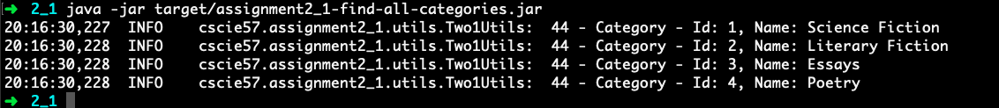 ➜  2_1 java -jar target/assignment2_1-find-all-categories.jar
20:16:30,227  INFO    cscie57.assignment2_1.utils.Two1Utils:  44 - Category - Id: 1, Name: Science Fiction
20:16:30,228  INFO    cscie57.assignment2_1.utils.Two1Utils:  44 - Category - Id: 2, Name: Literary Fiction
20:16:30,228  INFO    cscie57.assignment2_1.utils.Two1Utils:  44 - Category - Id: 3, Name: Essays
20:16:30,228  INFO    cscie57.assignment2_1.utils.Two1Utils:  44 - Category - Id: 4, Name: Poetry
➜  2_1